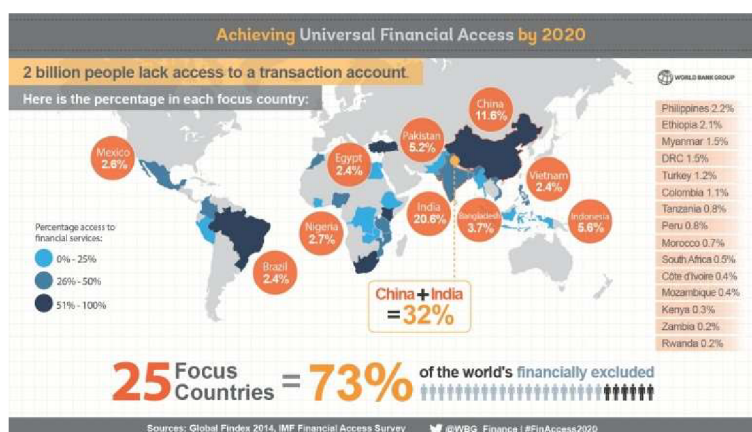 Achieving Universal Financial Access by 2020
2 billion people lack access to a transaction account.
Here is the percentage in each focus country:
WORLD BANK GROUP
China
11.6%
Pakistan
5.2%
Mexico
2.6%
Egypt
2.4%
Vietnam
2.4%
India
20.6%
Bangladesh
3.7%
Indonesia
5.6%
Nigeria
2.7%
Brazil
2.4%
Percentage access to
financial services:
0% - 25%
26% - 50%
51% - 100%
China+India
=32%
Philippines 2.2%
Ethiopia 2.1%
Myanmar 1.5%
DRC 1.5%
Turkey 1.2%
Colombia 1.1%
Tanzania 0.8%
Peru 0.8%
Morocco 0.7%
South Africa 0.5%
Côte d'Ivoire 0.4%
Mozambique 0.4%
Kenya 0.3%
Zambia 0.2%
Rwanda 0.2%
25 Focus Countries = 73% of the world's financially excluded
Sources: Global Findex 2014, IMF Financial Access Survey @WBG_Finance | #FinAccess2020